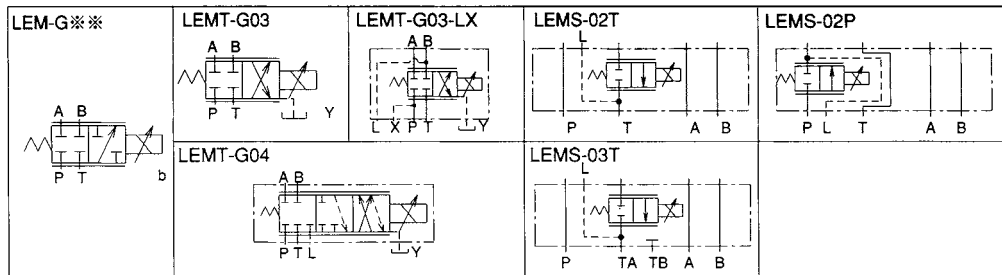 LEM-G※※
A B
P T
b
LEMT-G03
A B
P T Y
LEMT-G03-LX
A B
L X P T Y
LEMS-02T
L
P T A B
LEMS-02P
P L T A B
LEMT-G04
A B
P T L Y
LEMS-03T
L
P TA TB A B